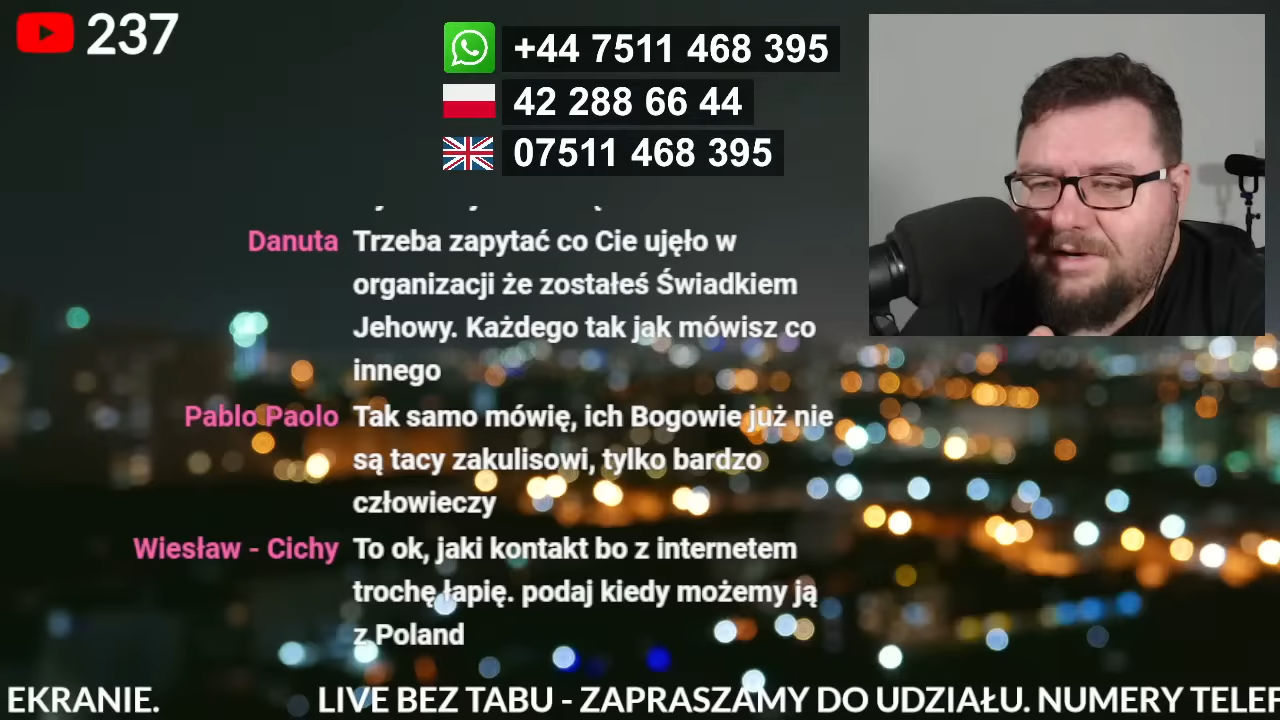 237
+44 7511 468 395
42 288 66 44
07511 468 395
Danuta Trzeba zapytać co Cie ujęło w
organizacji że zostałeś Świadkiem
Jehowy. Każdego tak jak mówisz co
innego
Pablo Paolo Tak samo mówię, ich Bogowie już nie
są tacy zakulisowi, tylko bardzo
człowieczy
Wiesław - Cichy To ok, jaki kontakt bo z internetem
trochę łapię. podaj kiedy możemy ją
z Poland
EKRANIE. LIVE BEZ TABU - ZAPRASZAMY DO UDZIAŁU. NUMERY